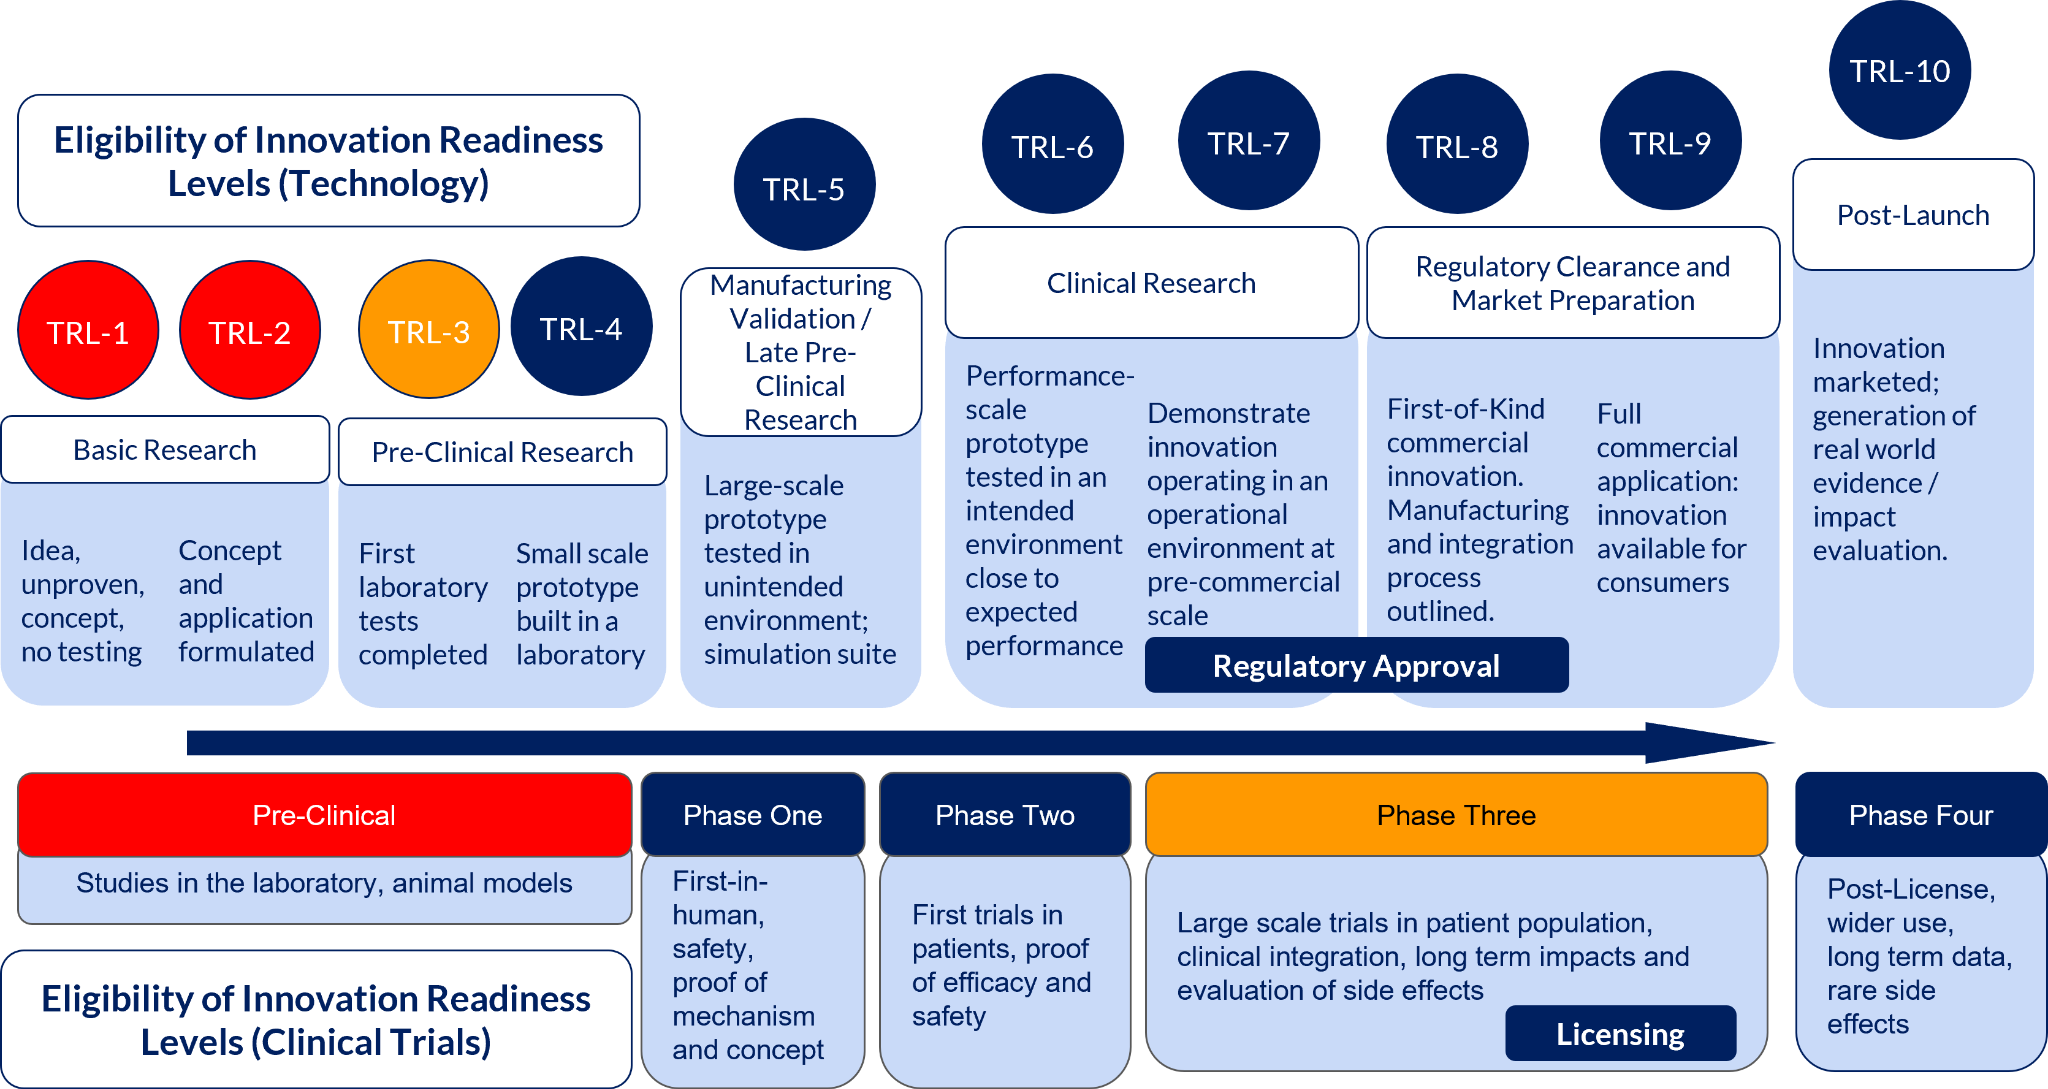 Eligibility of Innovation Readiness
Levels (Technology)
TRL-1
TRL-2
TRL-3
TRL-4
TRL-5
TRL-6
TRL-7
TRL-8
TRL-9
TRL-10
Basic Research
Idea,
unproven,
concept,
no testing
Concept
and
application
formulated
Pre-Clinical Research
First
laboratory
tests
completed
Small scale
prototype
built in a
laboratory
Manufacturing
Validation /
Late Pre-
Clinical
Research
Large-scale
prototype
tested in
unintended
environment;
simulation suite
Clinical Research
Performance-
scale
prototype
tested in an
intended
environment
close to
expected
performance
Demonstrate
innovation
operating in an
operational
environment at
pre-commercial
scale
Regulatory Clearance and
Market Preparation
First-of-Kind
commercial
innovation.
Manufacturing
and integration
process
outlined.
Full
commercial
application:
innovation
available for
consumers
Regulatory Approval
Post-Launch
Innovation
marketed;
generation of
real world
evidence /
impact
evaluation.
Pre-Clinical
Studies in the laboratory, animal models
Phase One
First-in-
human,
safety,
proof of
mechanism
and concept
Phase Two
First trials in
patients, proof
of efficacy and
safety
Phase Three
Large scale trials in patient population,
clinical integration, long term impacts and
evaluation of side effects
Licensing
Phase Four
Post-License,
wider use,
long term data,
rare side
effects
Eligibility of Innovation Readiness
Levels (Clinical Trials)